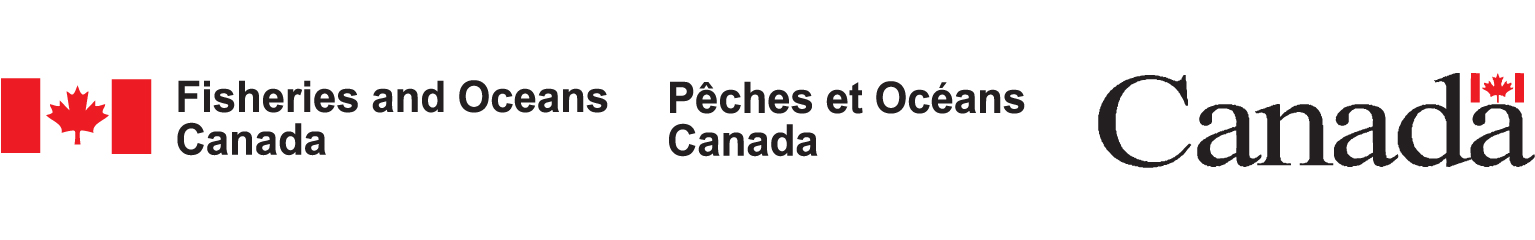 Fisheries and Oceans
Canada
Pêches et Océans
Canada
Canada